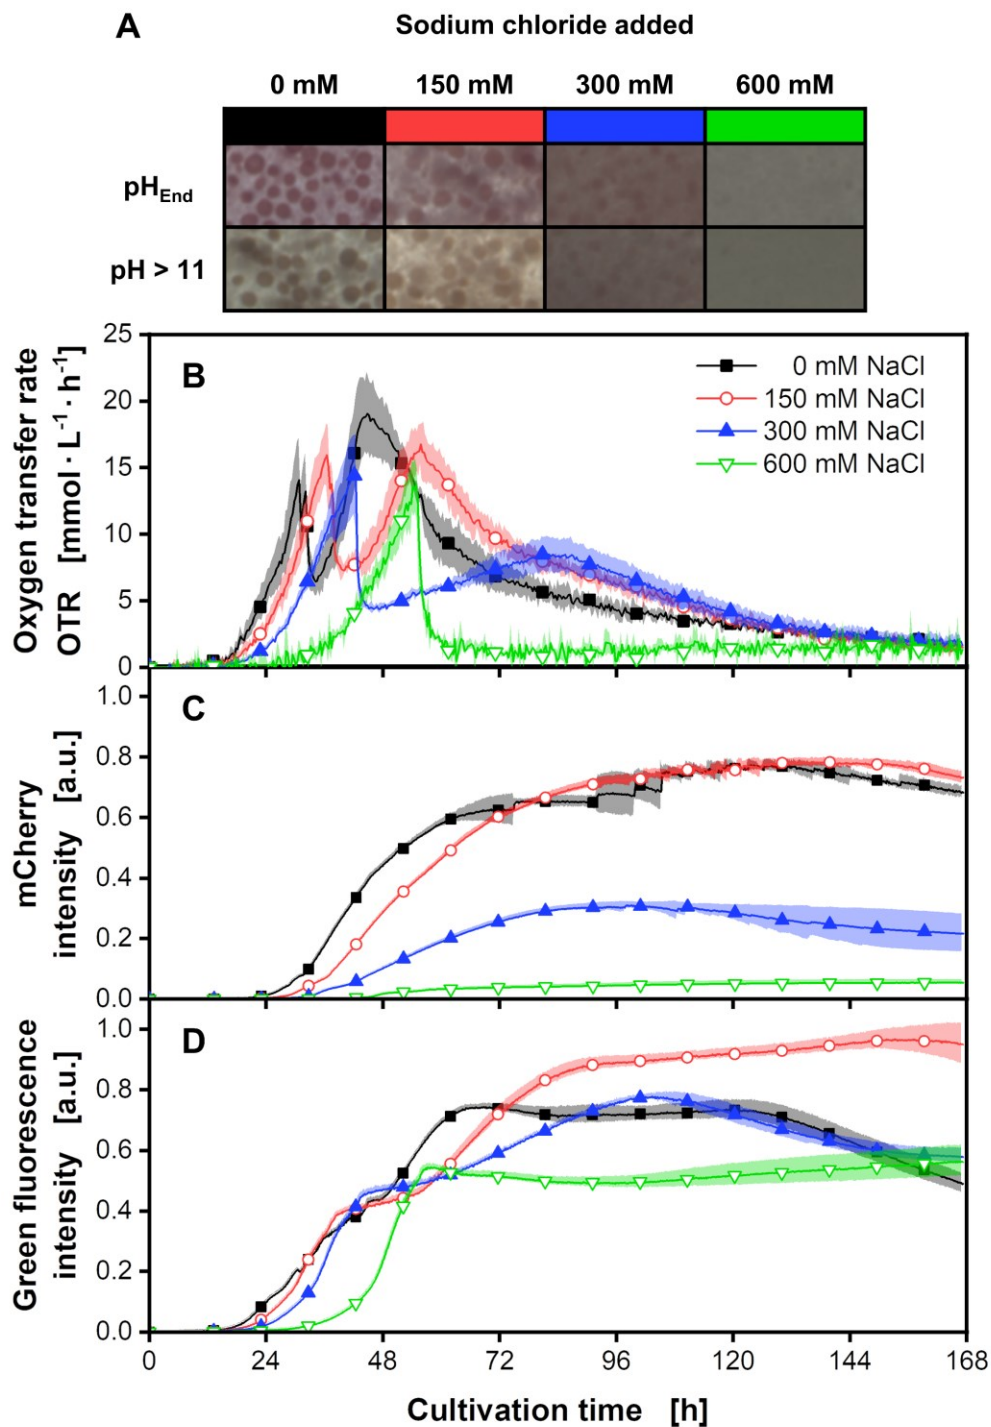 A
Sodium chloride added
0 mM 150 mM 300 mM 600 mM
pHEnd
pH > 11
B
Oxygen transfer rate
OTR [mmol·L-1·h-1]
25
20
15
10
5
0
0 mM NaCl
150 mM NaCl
300 mM NaCl
600 mM NaCl
C
mCherry
intensity [a.u.]
1.0
0.8
0.6
0.4
0.2
0.0
D
Green fluorescence
intensity [a.u.]
1.0
0.8
0.6
0.4
0.2
0.0
0 24 48 72 96 120 144 168
Cultivation time [h]